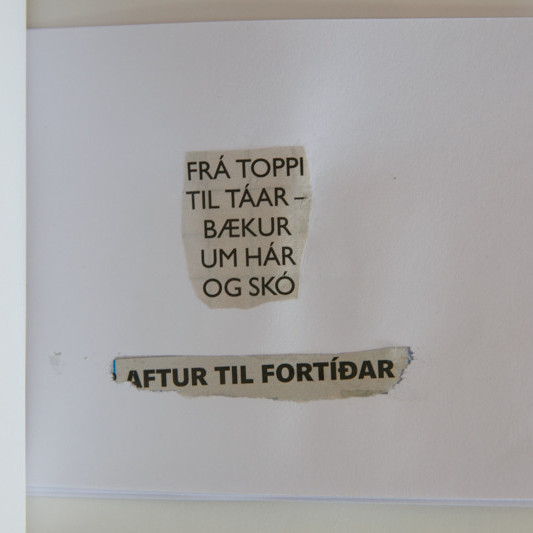 FRÁ TOPPI
TIL TÁAR –
BÆKUR
UM HÁR
OG SKÓ
AFTUR TIL FORTÍÐAR